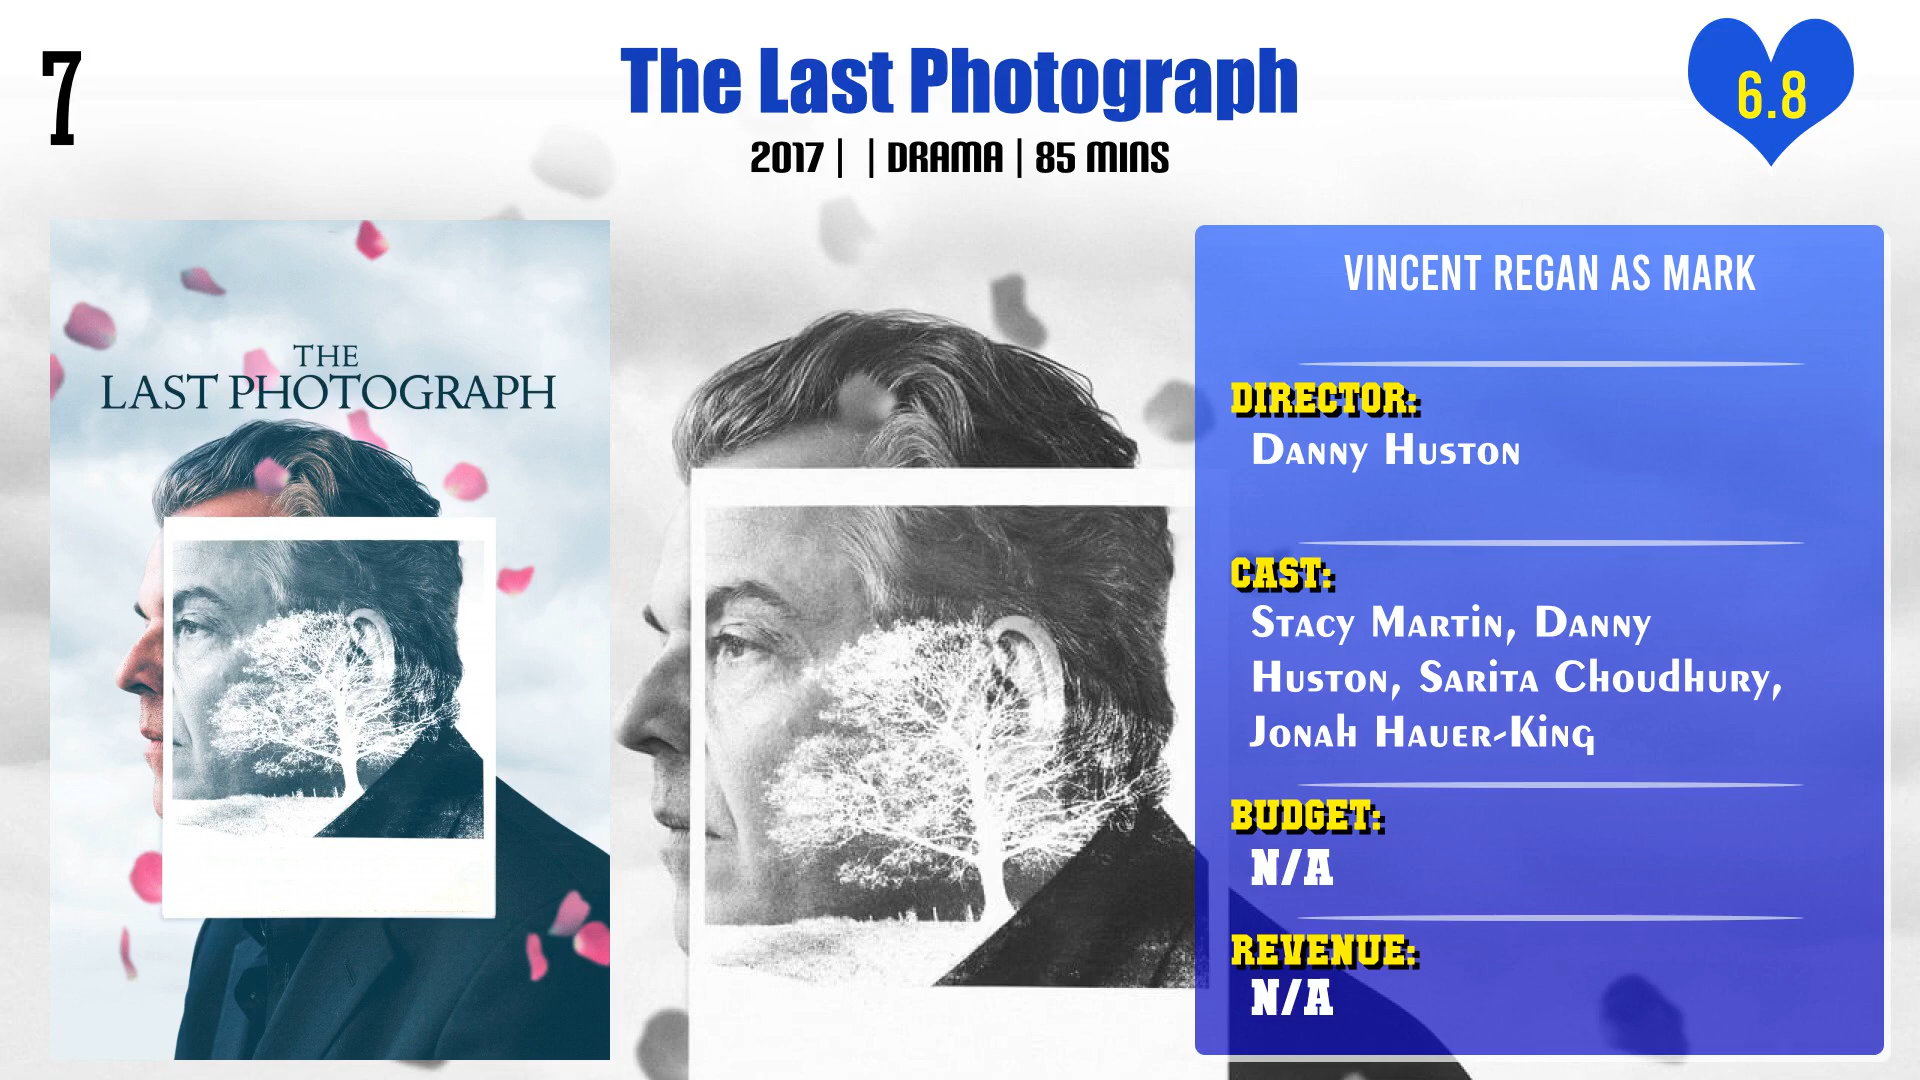 7
The Last Photograph
6.8
2017 | | DRAMA | 85 MINS
THE
LAST PHOTOGRAPH
VINCENT REGAN AS MARK
DIRECTOR:
Danny Huston
CAST:
Stacy Martin, Danny
Huston, Sarita Choudhury,
Jonah Hauer-King
BUDGET:
N/A
REVENUE:
N/A